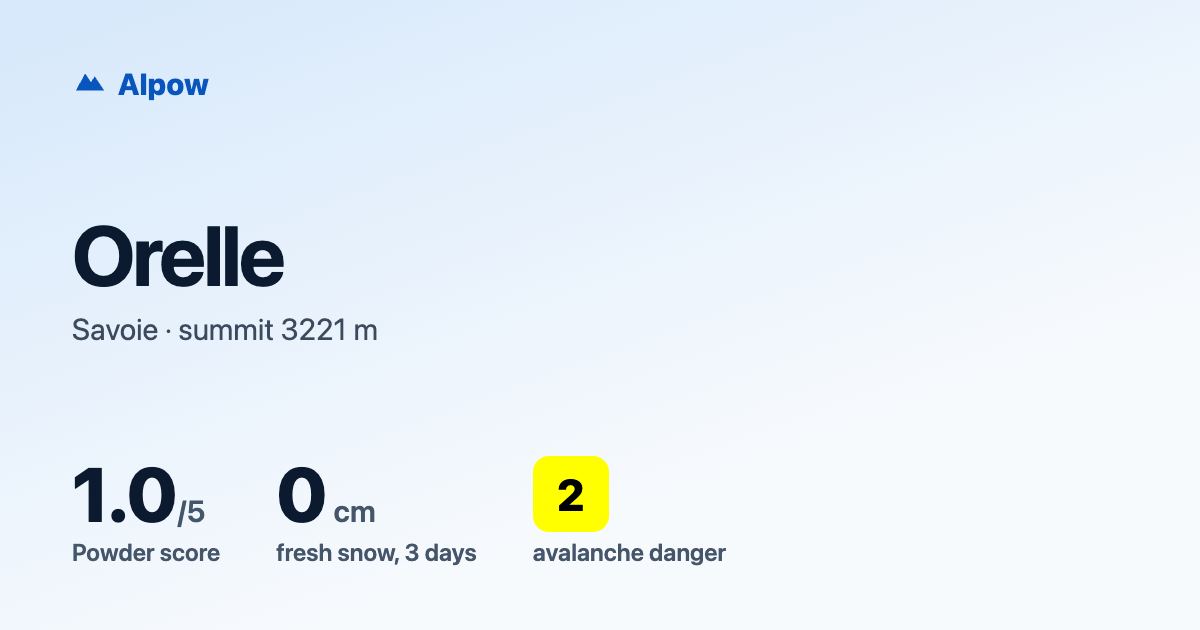 Alpow
Orelle
Savoie · summit 3221 m
1.0/5
Powder score
0 cm
fresh snow, 3 days
2
avalanche danger